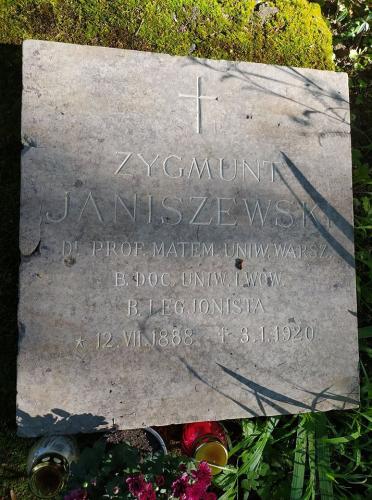 ZYGMUNT
JANISZEWSKI
Dr PROF. MATEM. UNIW. WARSZ.
B. DOC. UNIW. LWOW.
B. LEGJONISTA
* 12. VII. 1888 ✝ 3. I. 1920